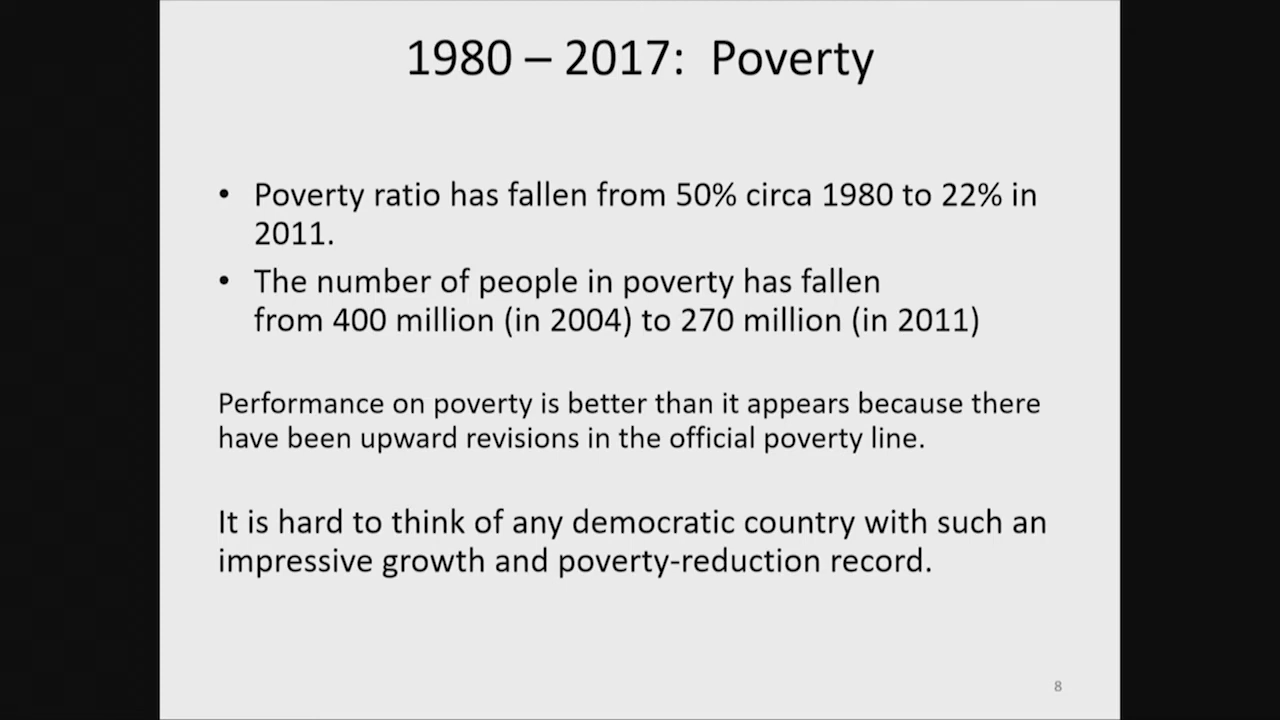 1980 – 2017:  Poverty
• Poverty ratio has fallen from 50% circa 1980 to 22% in
2011.
• The number of people in poverty has fallen
from 400 million (in 2004) to 270 million (in 2011)
Performance on poverty is better than it appears because there
have been upward revisions in the official poverty line.
It is hard to think of any democratic country with such an
impressive growth and poverty-reduction record.
8